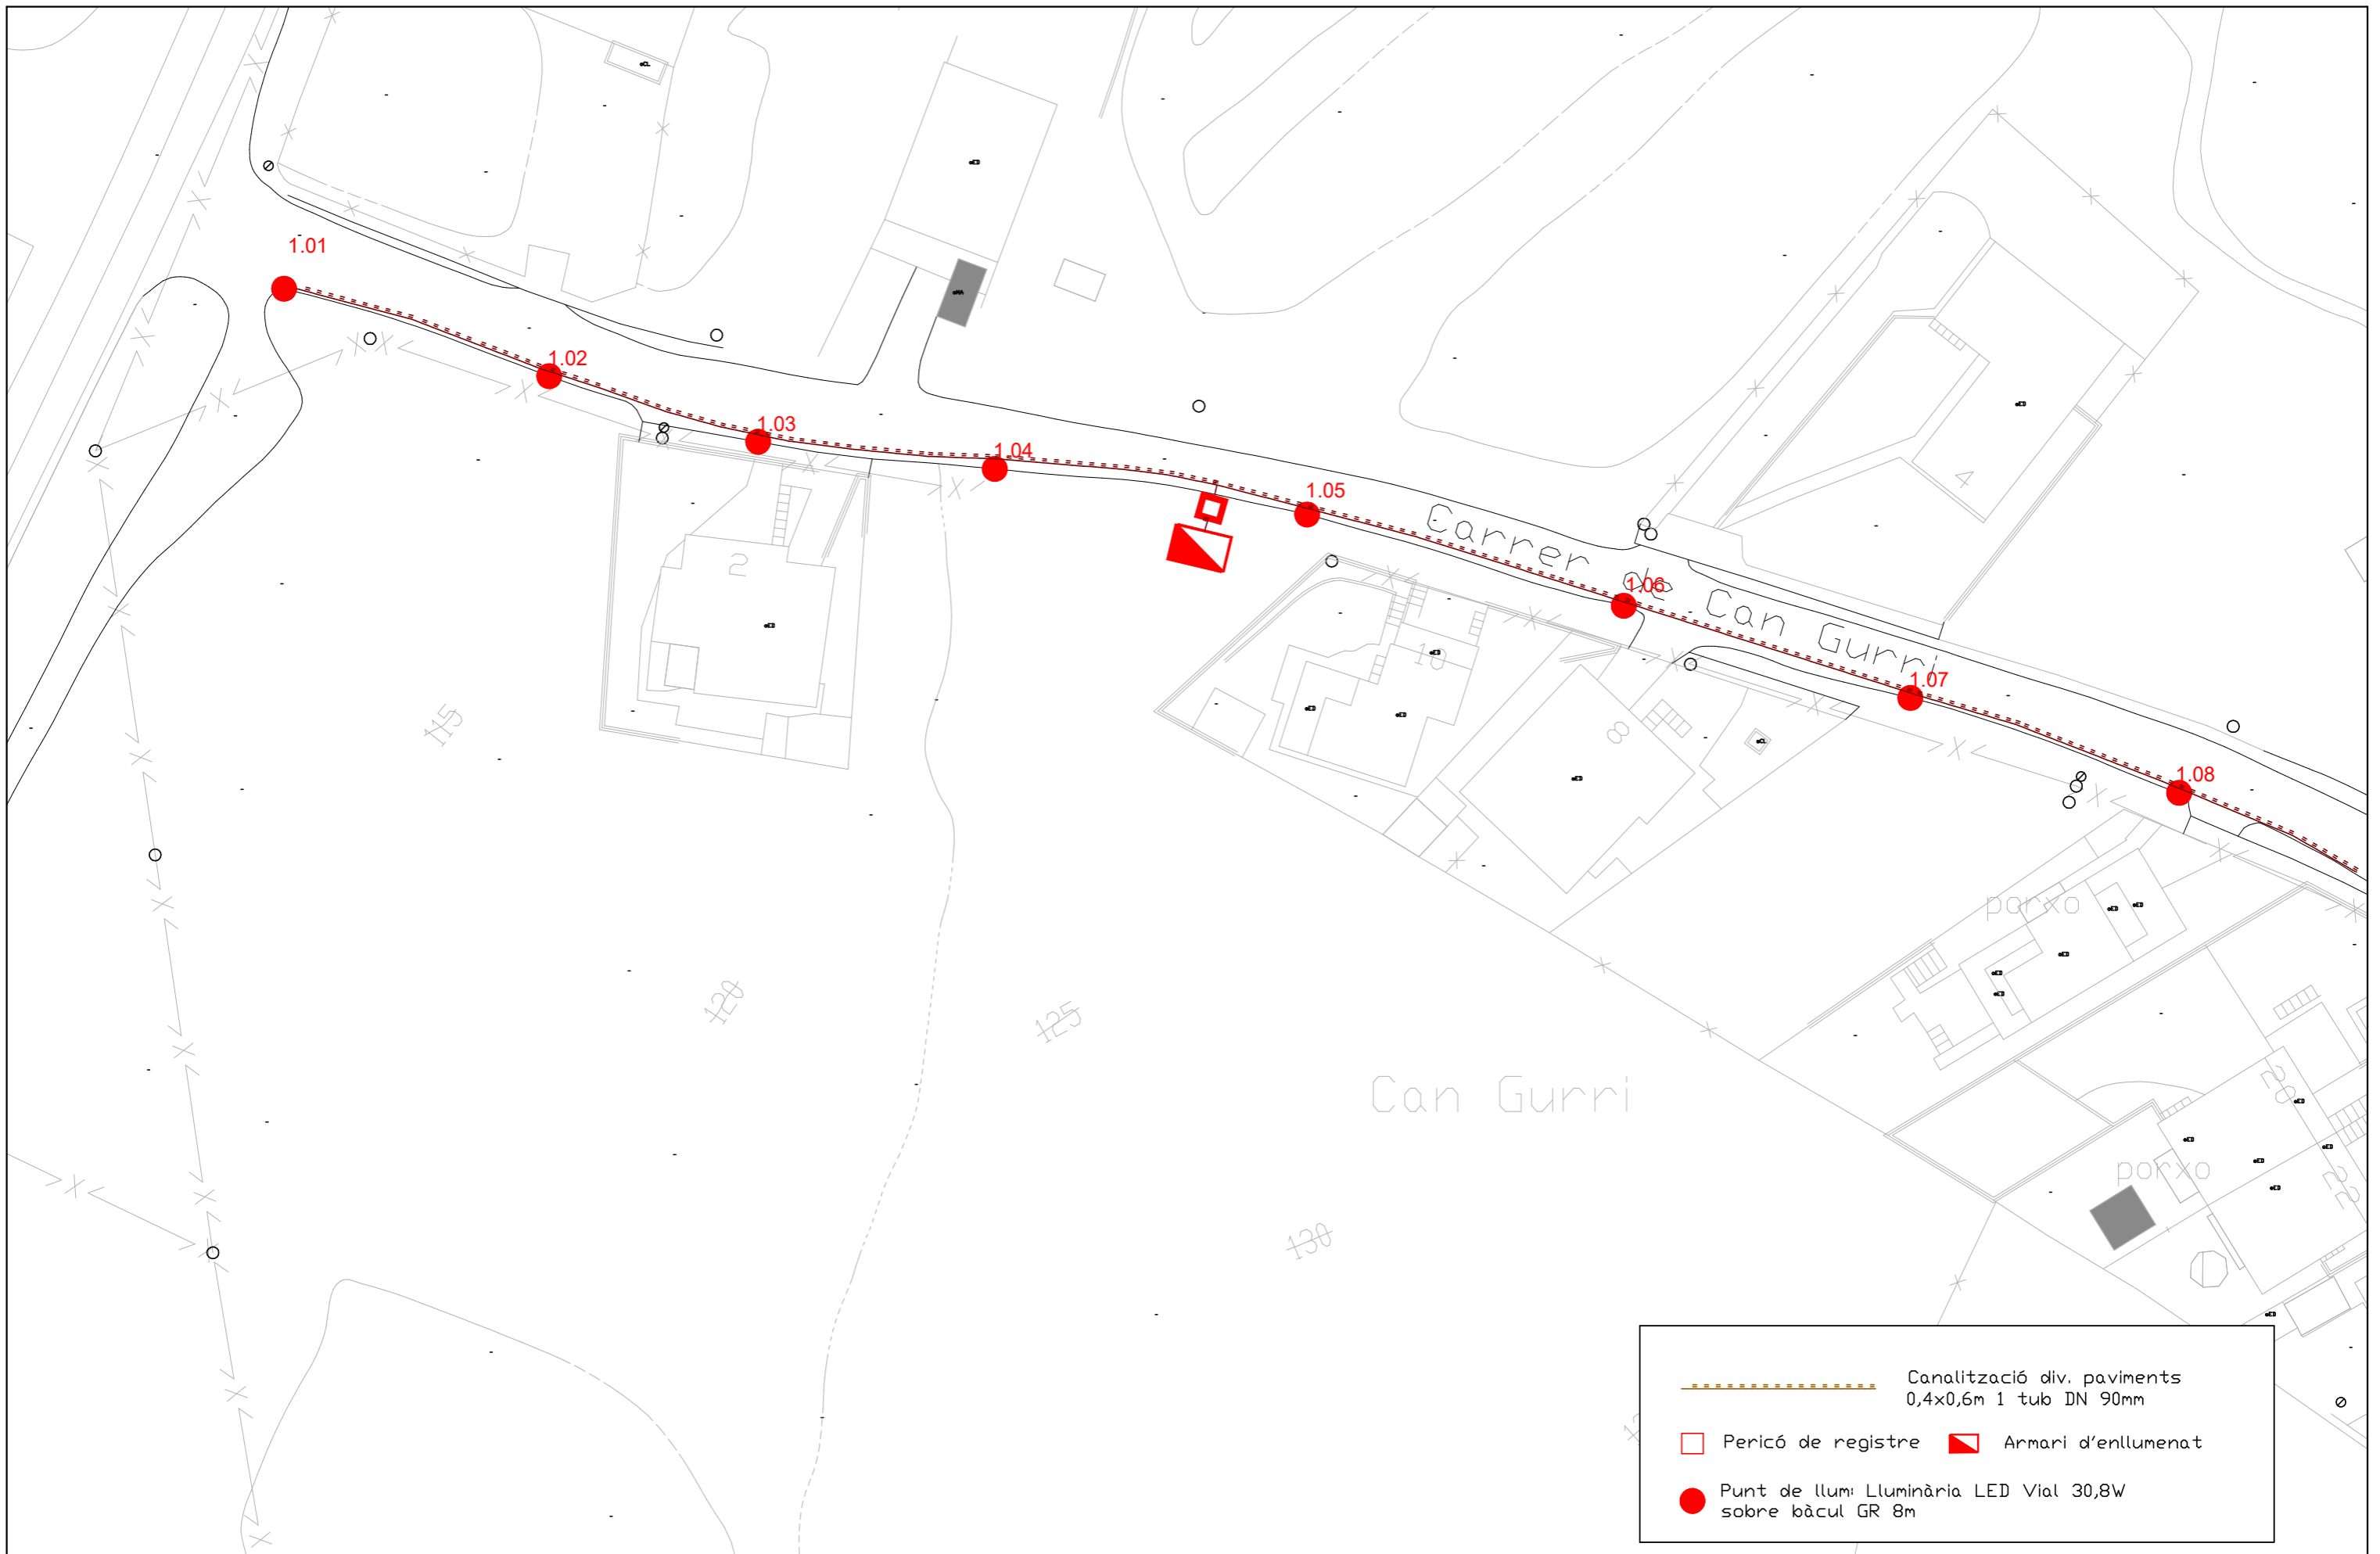 1.01
1.02
1.03
1.04
1.05
1.06
1.07
1.08
Carrer de Can Gurri
2
4
10
8
115
120
125
130
Can Gurri
porxo
porxo
20
22
Canalització div. paviments
0,4x0,6m 1 tub DN 90mm
Pericó de registre
Armari d'enllumenat
Punt de llum: Lluminària LED Vial 30,8W
sobre bàcul GR 8m